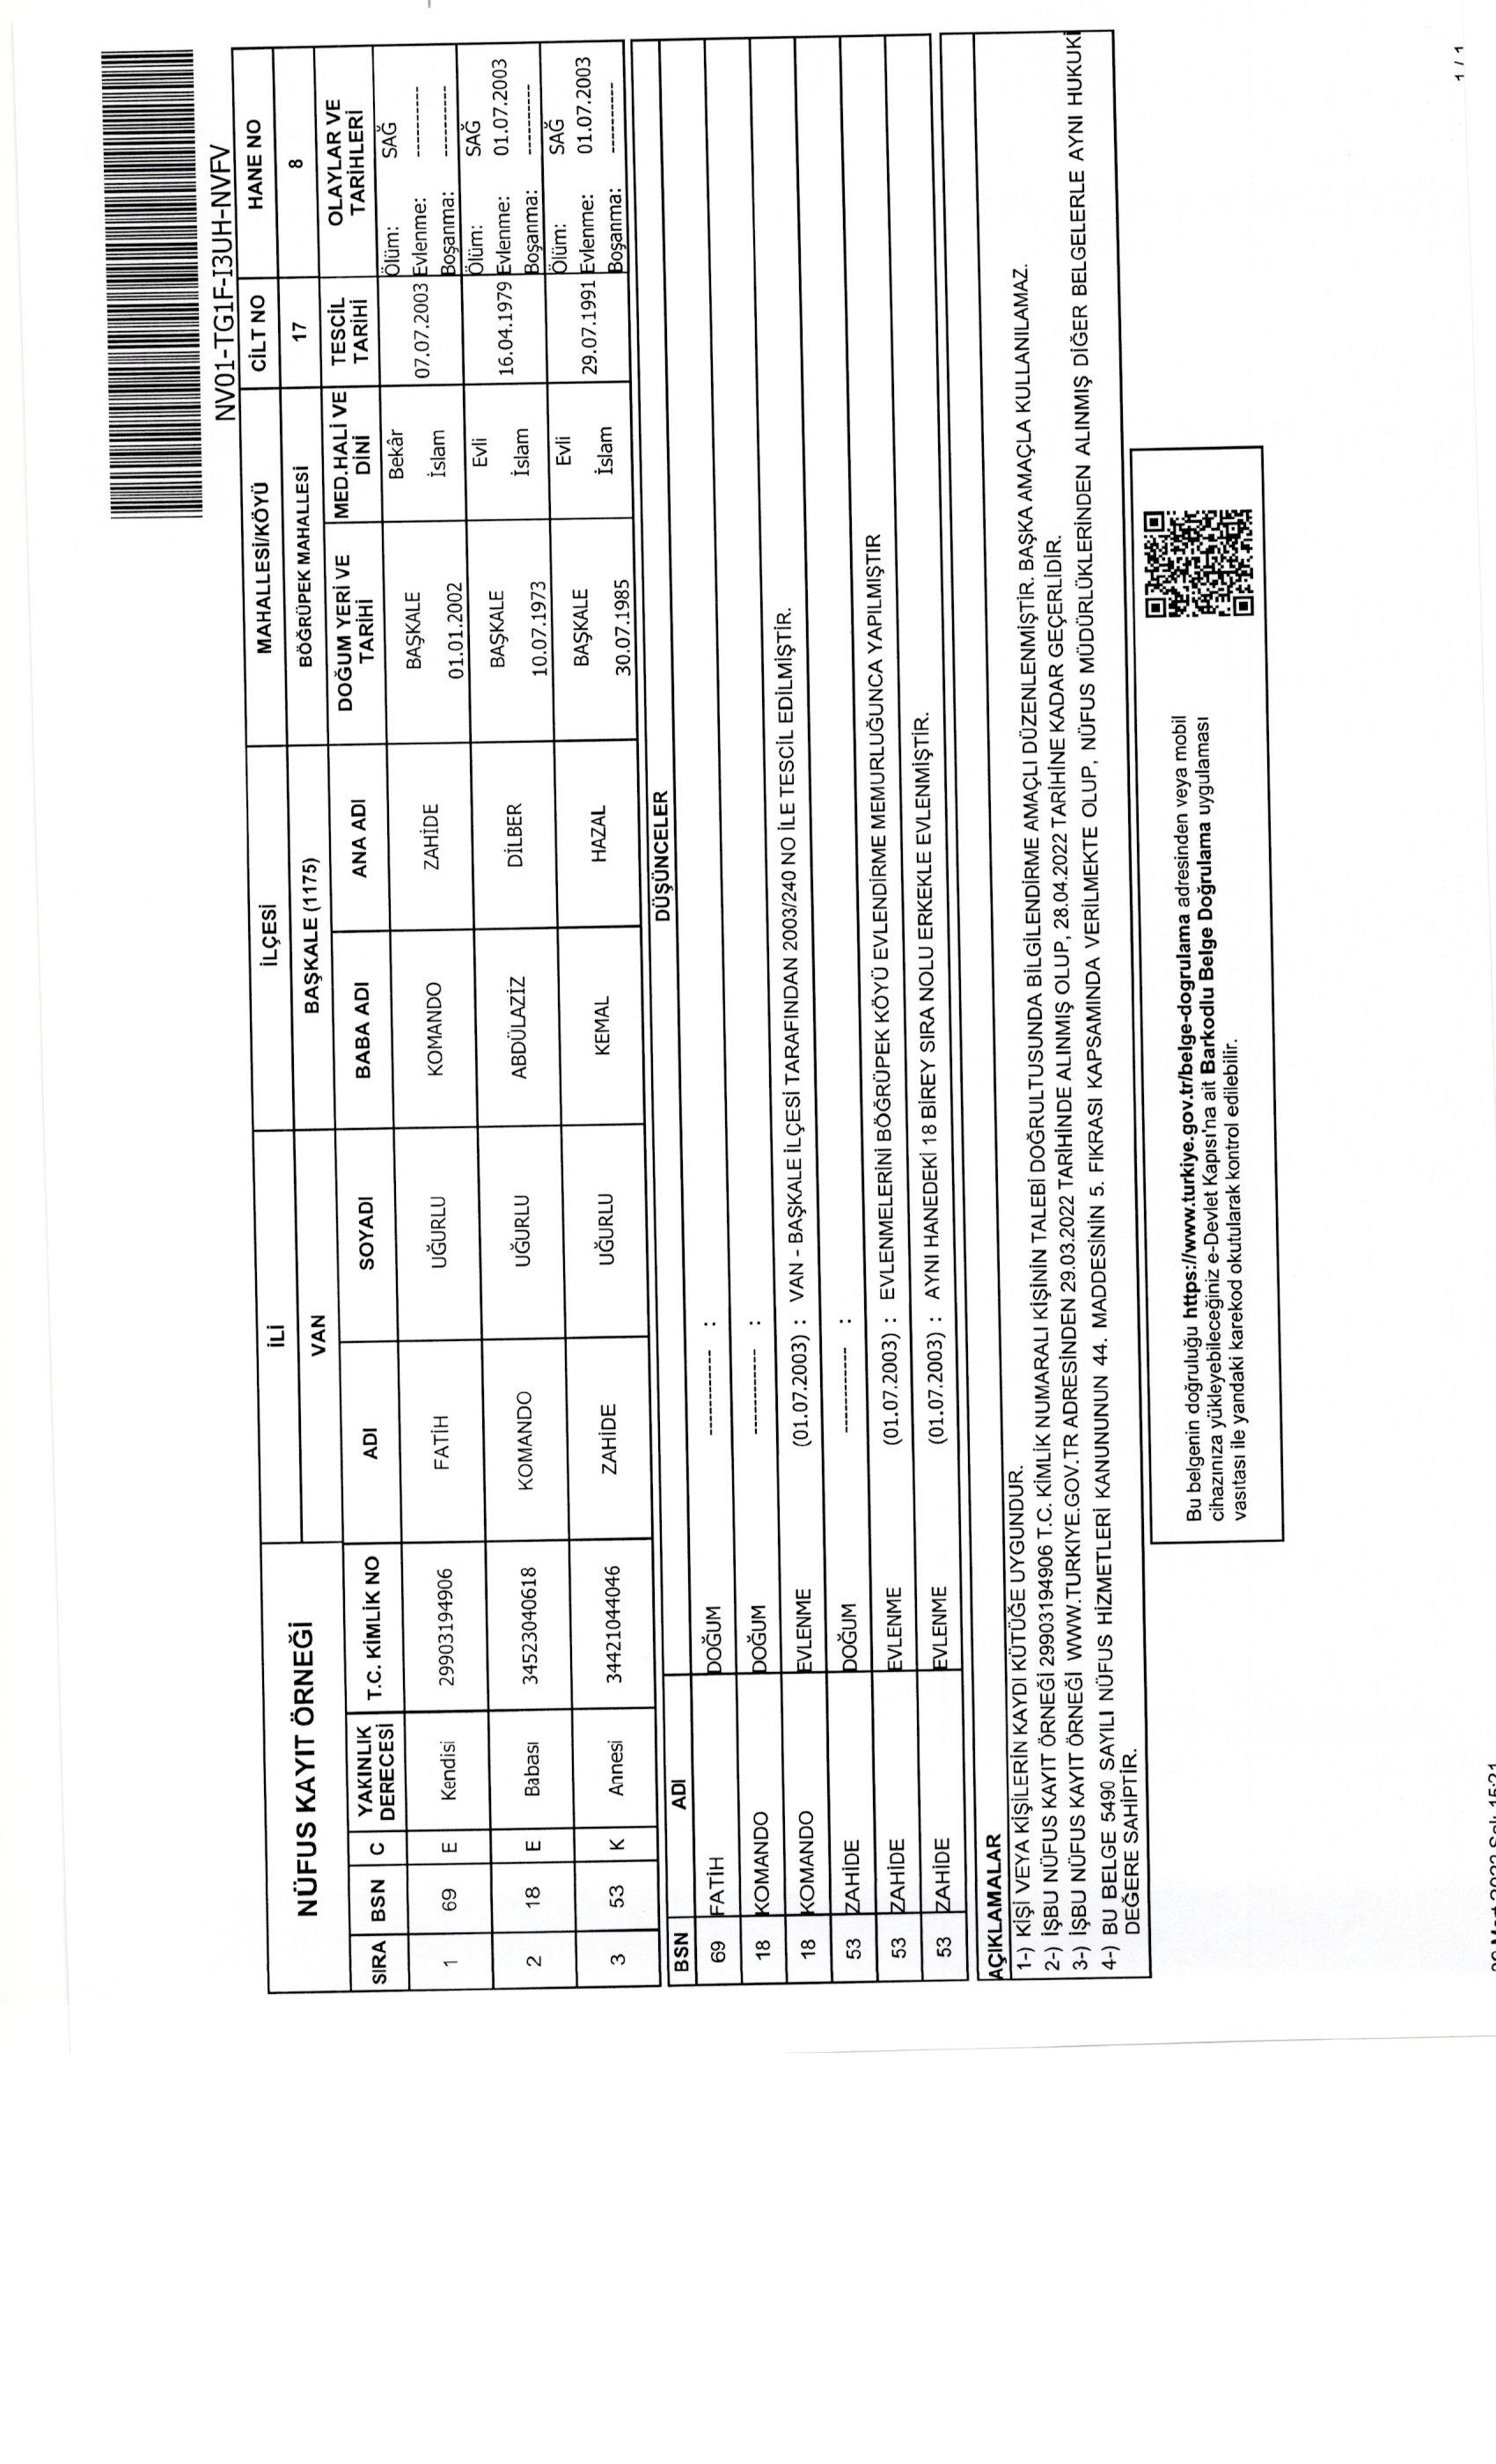 NV01-TG1F-I3UH-NVFV
NÜFUS KAYIT ÖRNEĞİ
İLİ İLÇESİ MAHALLESİ/KÖYÜ CİLT NO HANE NO
VAN BAŞKALE (1175) BÖĞRÜPEK MAHALLESİ 17 8
SIRA BSN C YAKINLIK DERECESİ T.C. KİMLİK NO ADI SOYADI BABA ADI ANA ADI DOĞUM YERİ VE TARİHİ MED.HALİ VE DİNİ TESCİL TARİHİ OLAYLAR VE TARİHLERİ
1 69 E Kendisi 29903194906 FATİH UĞURLU KOMANDO ZAHİDE BAŞKALE 01.01.2002 Bekâr İslam 07.07.2003 Ölüm: SAĞ Evlenme: ---------- Boşanma: ----------
2 18 E Babası 34523040618 KOMANDO UĞURLU ABDÜLAZİZ DİLBER BAŞKALE 10.07.1973 Evli İslam 16.04.1979 Ölüm: SAĞ Evlenme: 01.07.2003 Boşanma: ----------
3 53 K Annesi 34421044046 ZAHİDE UĞURLU KEMAL HAZAL BAŞKALE 30.07.1985 Evli İslam 29.07.1991 Ölüm: SAĞ Evlenme: 01.07.2003 Boşanma: ----------
BSN ADI DÜŞÜNCELER
69 FATİH DOĞUM ------------ :
18 KOMANDO DOĞUM ------------ :
18 KOMANDO EVLENME (01.07.2003) : VAN - BAŞKALE İLÇESİ TARAFINDAN 2003/240 NO İLE TESCİL EDİLMİŞTİR.
53 ZAHİDE DOĞUM ------------ :
53 ZAHİDE EVLENME (01.07.2003) : EVLENMELERİNİ BÖĞRÜPEK KÖYÜ EVLENDİRME MEMURLUĞUNCA YAPILMIŞTIR
53 ZAHİDE EVLENME (01.07.2003) : AYNI HANEDEKİ 18 BİREY SIRA NOLU ERKEKLE EVLENMİŞTİR.
AÇIKLAMALAR
1-) KİŞİ VEYA KİŞİLERİN KAYDI KÜTÜĞE UYGUNDUR.
2-) İŞBU NÜFUS KAYIT ÖRNEĞİ 29903194906 T.C. KİMLİK NUMARALI KİŞİNİN TALEBİ DOĞRULTUSUNDA BİLGİLENDİRME AMAÇLI DÜZENLENMİŞTİR. BAŞKA AMAÇLA KULLANILAMAZ.
3-) İŞBU NÜFUS KAYIT ÖRNEĞİ WWW.TURKIYE.GOV.TR ADRESİNDEN 29.03.2022 TARİHİNDE ALINMIŞ OLUP, 28.04.2022 TARİHİNE KADAR GEÇERLİDİR.
4-) BU BELGE 5490 SAYILI NÜFUS HİZMETLERİ KANUNUNUN 44. MADDESİNİN 5. FIKRASI KAPSAMINDA VERİLMEKTE OLUP, NÜFUS MÜDÜRLÜKLERİNDEN ALINMIŞ DİĞER BELGELERLE AYNI HUKUKİ
DEĞERE SAHİPTİR.
Bu belgenin doğruluğu https://www.turkiye.gov.tr/belge-dogrulama adresinden veya mobil
cihazınıza yükleyebileceğiniz e-Devlet Kapısı'na ait Barkodlu Belge Doğrulama uygulaması
vasıtası ile yandaki karekod okutularak kontrol edilebilir.
1 / 1